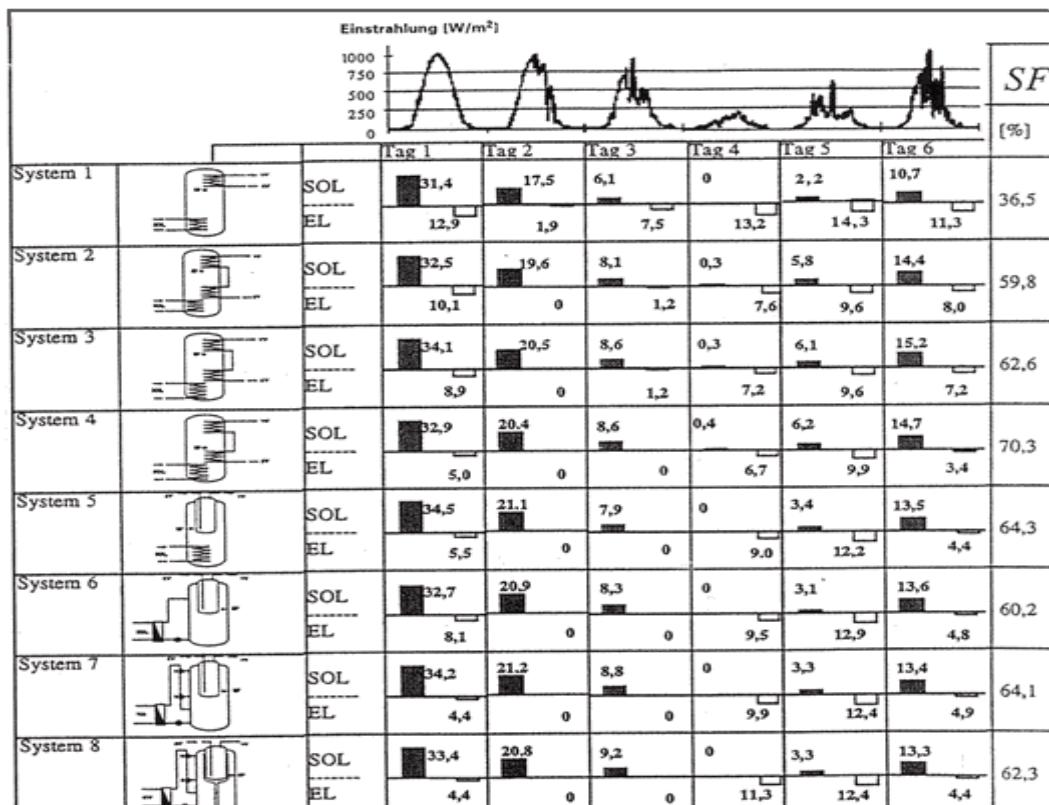 Einstrahlung [W/m²]
1000
750
500
250
0
SF
[%]
Tag 1 Tag 2 Tag 3 Tag 4 Tag 5 Tag 6
System 1
SOL 31,4 17,5 6,1 0 2,2 10,7
36,5
EL 12,9 1,9 7,5 13,2 14,3 11,3
System 2
SOL 32,5 19,6 8,1 0,3 5,8 14,4
59,8
EL 10,1 0 1,2 7,6 9,6 8,0
System 3
SOL 34,1 20,5 8,6 0,3 6,1 15,2
62,6
EL 8,9 0 1,2 7,2 9,6 7,2
System 4
SOL 32,9 20.4 8,6 0,4 6,2 14,7
70,3
EL 5,0 0 0 6,7 9,9 3,4
System 5
SOL 34,5 21.1 7,9 0 3,4 13,5
64,3
EL 5,5 0 0 9.0 12,2 4,4
System 6
SOL 32,7 20.9 8,3 0 3,1 13,6
60,2
EL 8,1 0 0 9,5 12,9 4,8
System 7
SOL 34,2 21.2 8,8 0 3,3 13,4
64,1
EL 4,4 0 0 9,9 12,4 4,9
System 8
SOL 33,4 20,8 9,2 0 3,3 13,3
62,3
EL 4,4 0 0 11,3 12,4 4,4